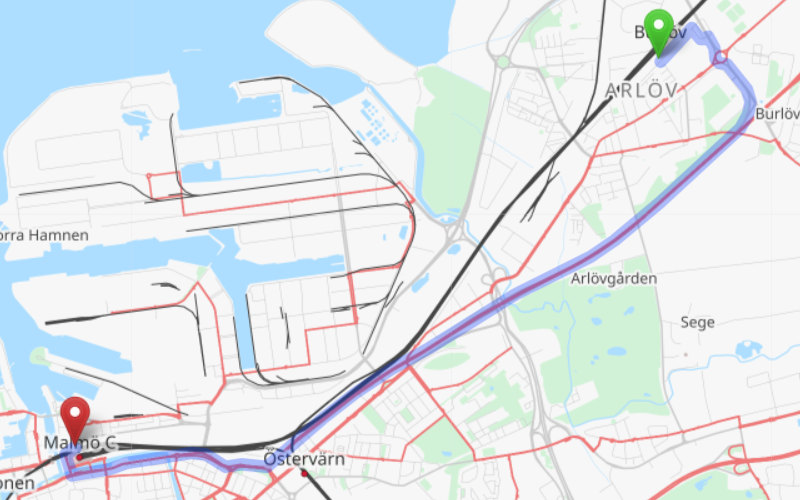 Burlöv
ARLÖV
Burlöv
orra Hamnen
Arlövgården
Sege
Malmö C
Östervärn
onen